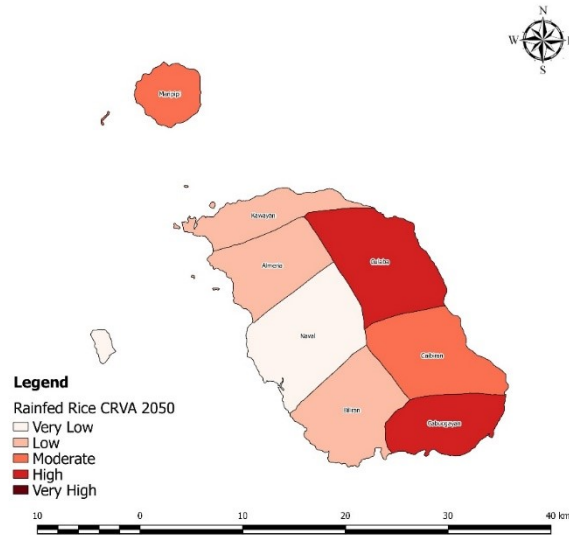 N
W
E
S
Maripipi
Kawayan
Almeria
Culaba
Naval
Caibiran
Biliran
Cabucgayan
Legend
Rainfed Rice CRVA 2050
Very Low
Low
Moderate
High
Very High
10 0 10 20 30 40 km